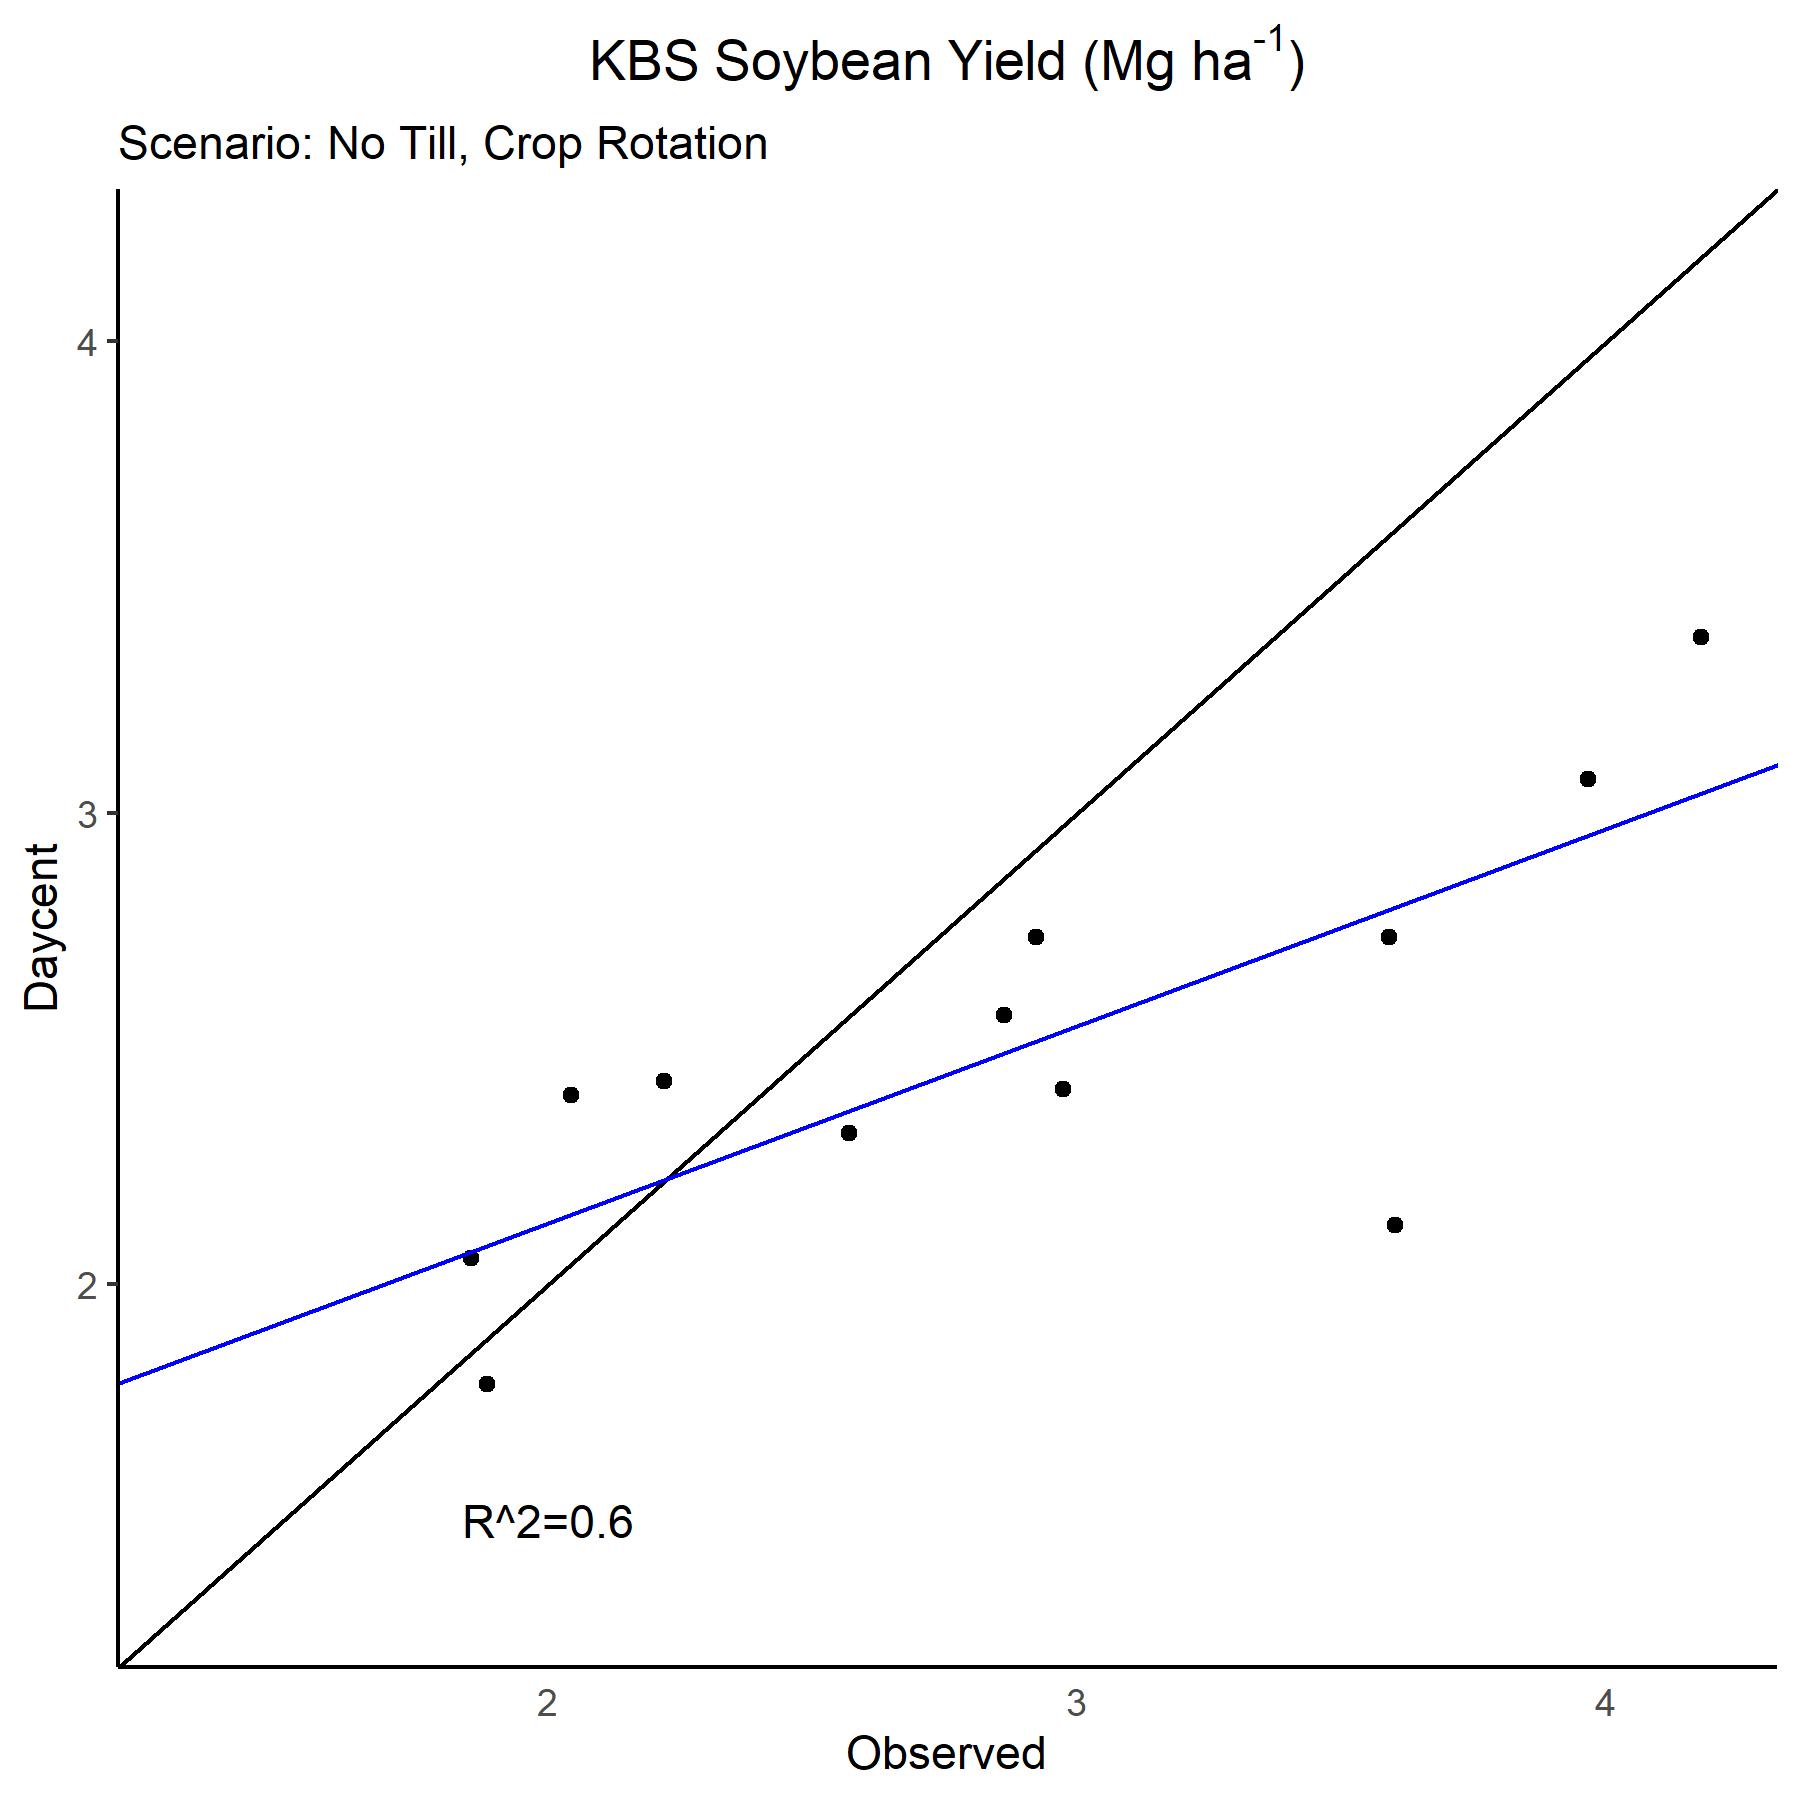 KBS Soybean Yield (Mg ha⁻¹)
Scenario: No Till, Crop Rotation
4
3
2
Daycent
R^2=0.6
2 3 4
Observed